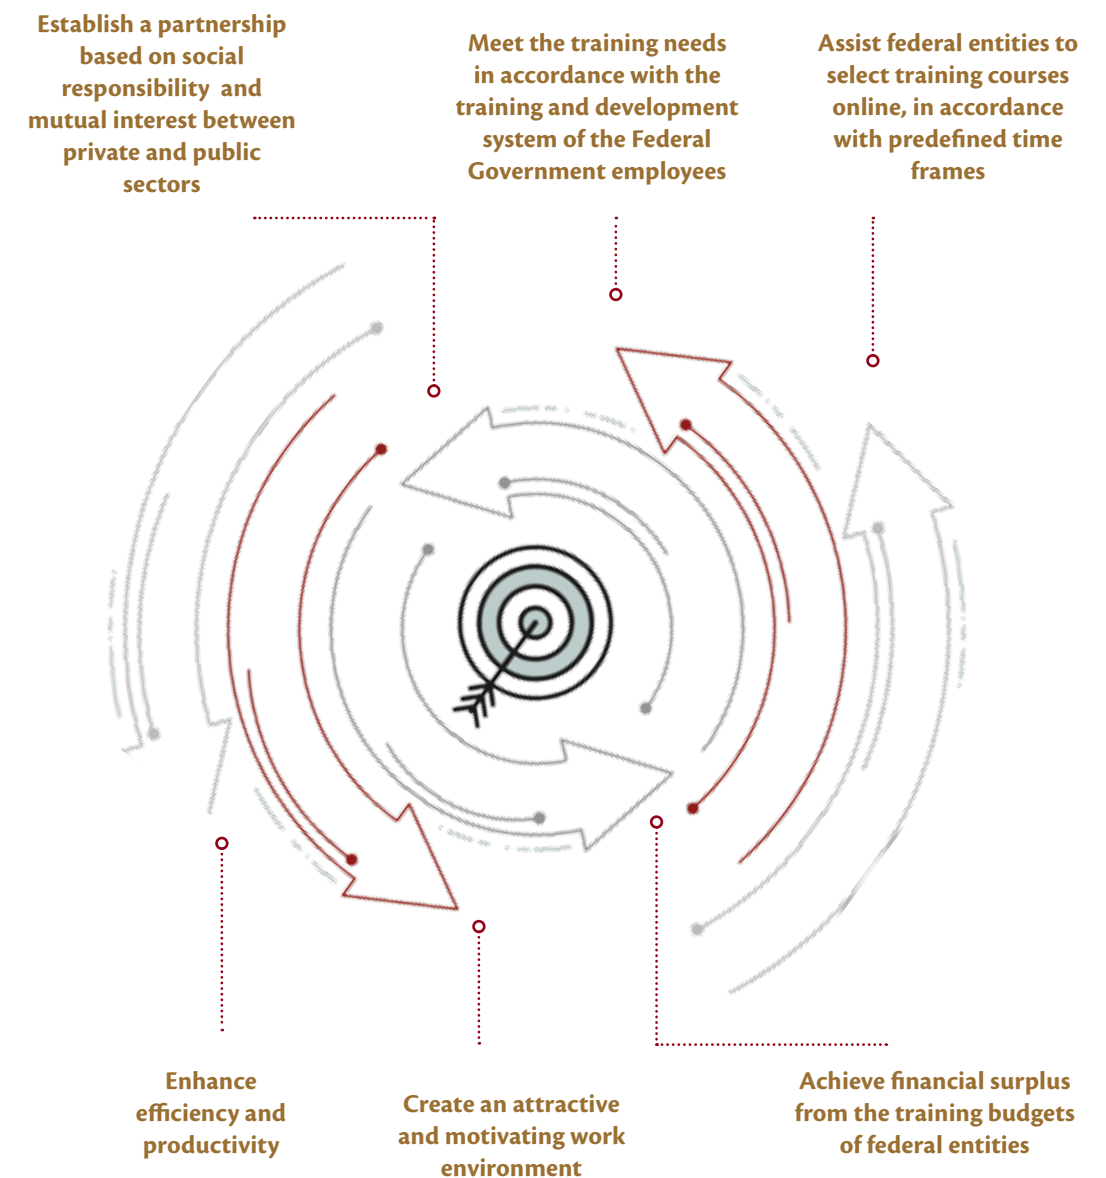 Establish a partnership
based on social
responsibility and
mutual interest between
private and public
sectors
Meet the training needs
in accordance with the
training and development
system of the Federal
Government employees
Assist federal entities to
select training courses
online, in accordance
with predefined time
frames
Enhance
efficiency and
productivity
Create an attractive
and motivating work
environment
Achieve financial surplus
from the training budgets
of federal entities